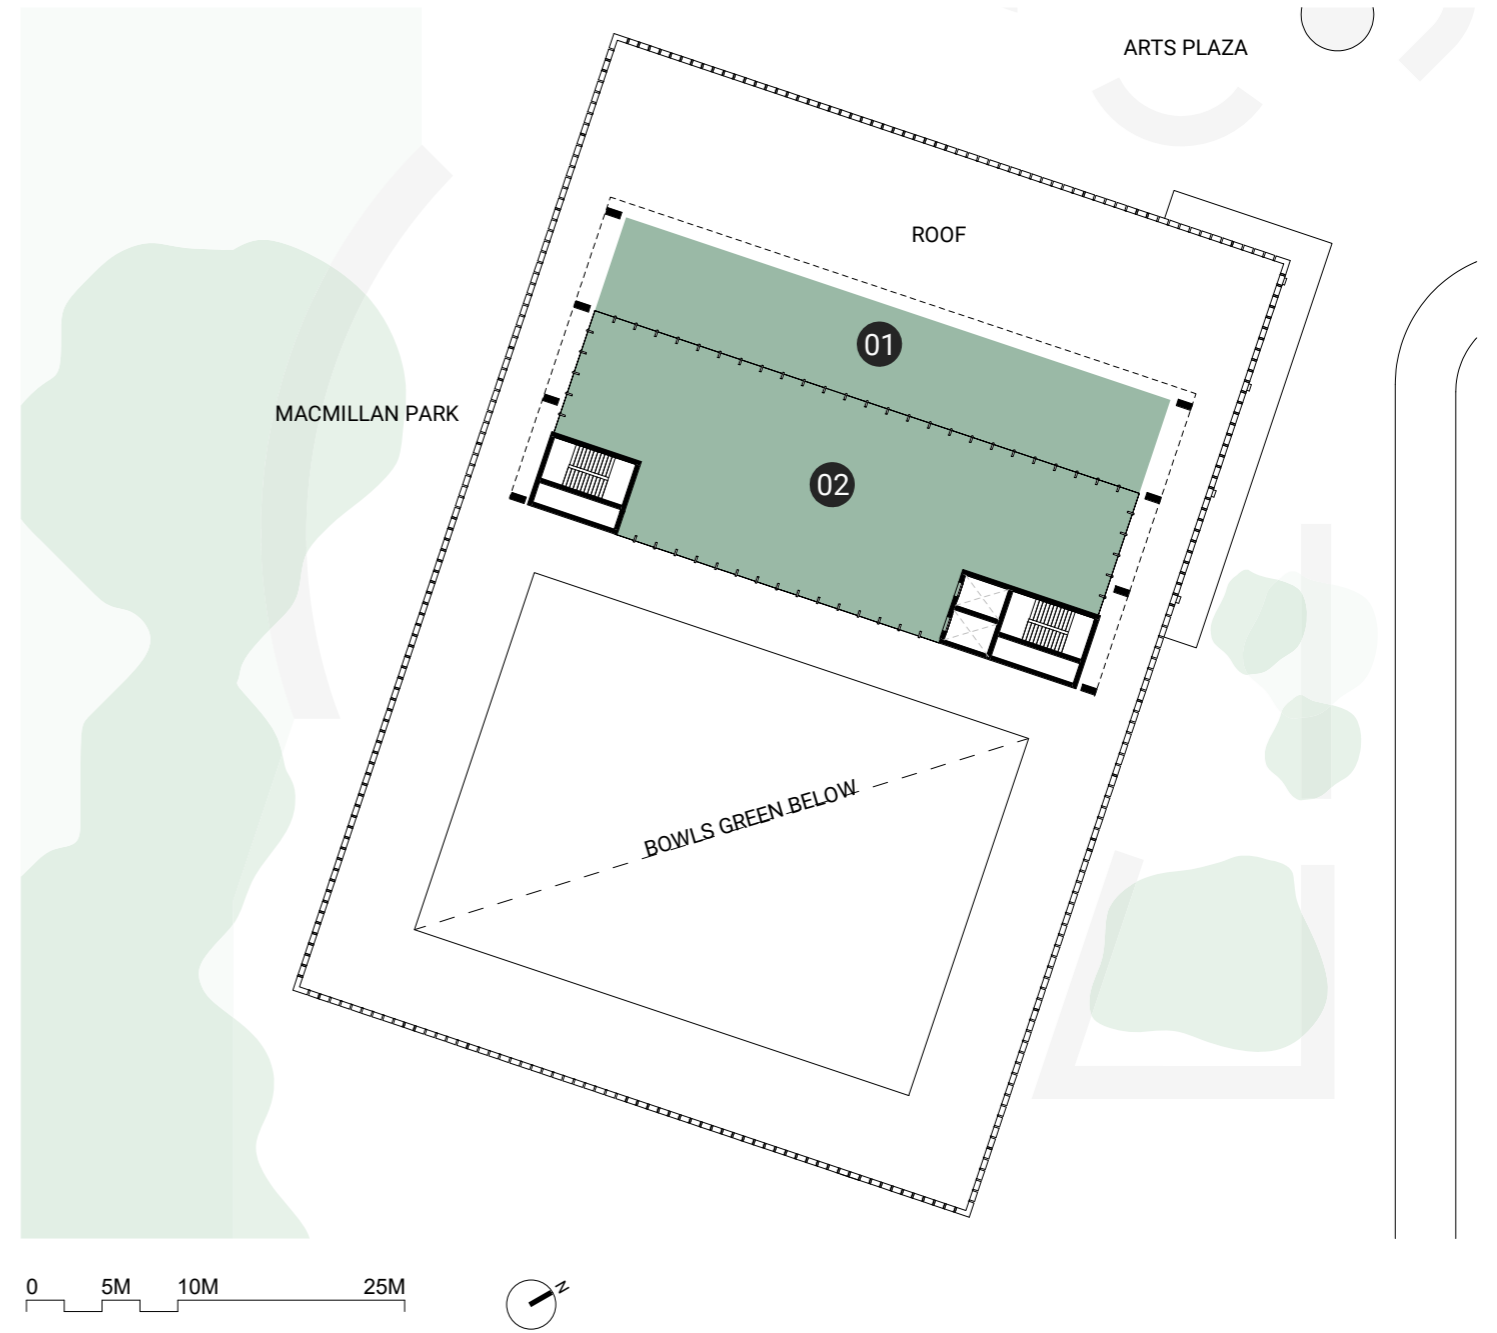 ARTS PLAZA
ROOF
01
MACMILLAN PARK
02
BOWLS GREEN BELOW
0 5M 10M 25M
N